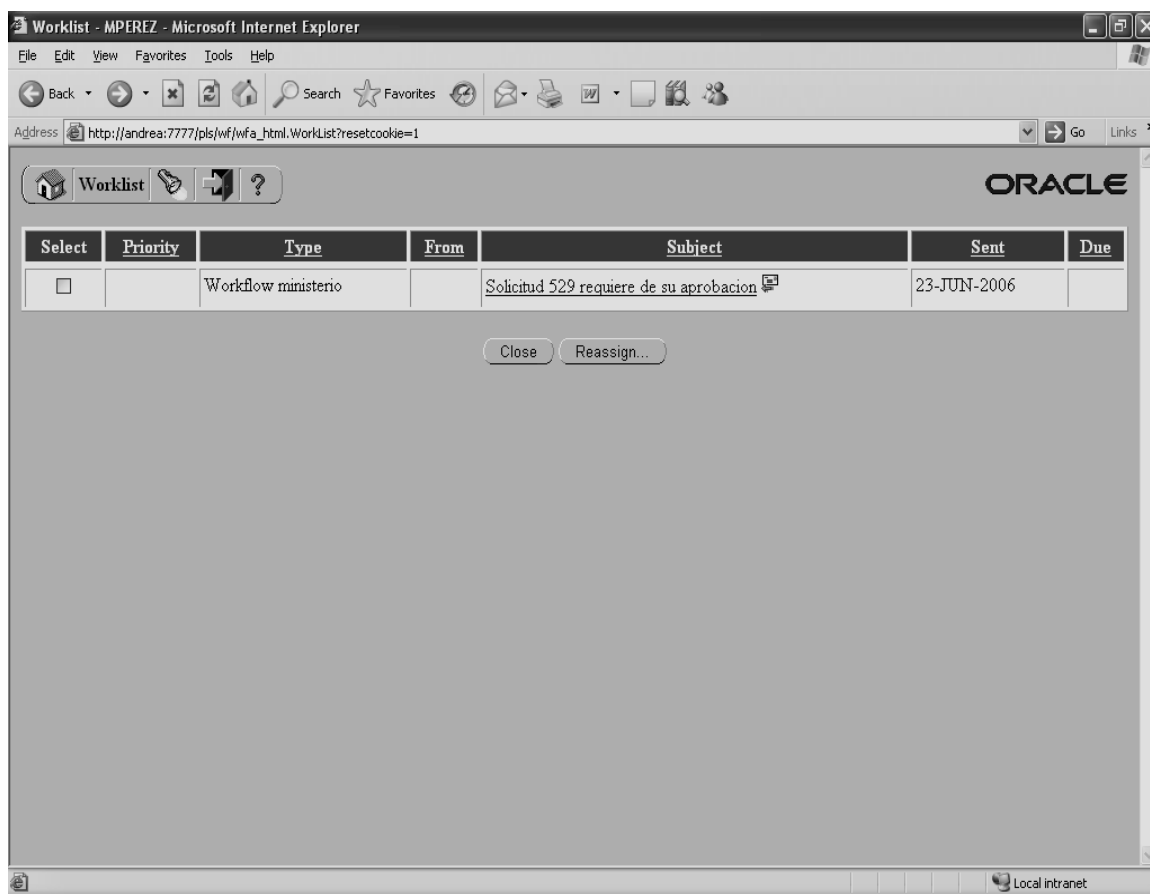 Worklist - MPEREZ - Microsoft Internet Explorer
File Edit View Favorites Tools Help
Back Search Favorites
Address http://andrea:7777/pls/wf/wfa_html.WorkList?resetcookie=1 Go Links
Worklist ? ORACLE
Select Priority Type From Subject Sent Due
Workflow ministerio Solicitud 529 requiere de su aprobacion 23-JUN-2006
Close Reassign...
Local intranet